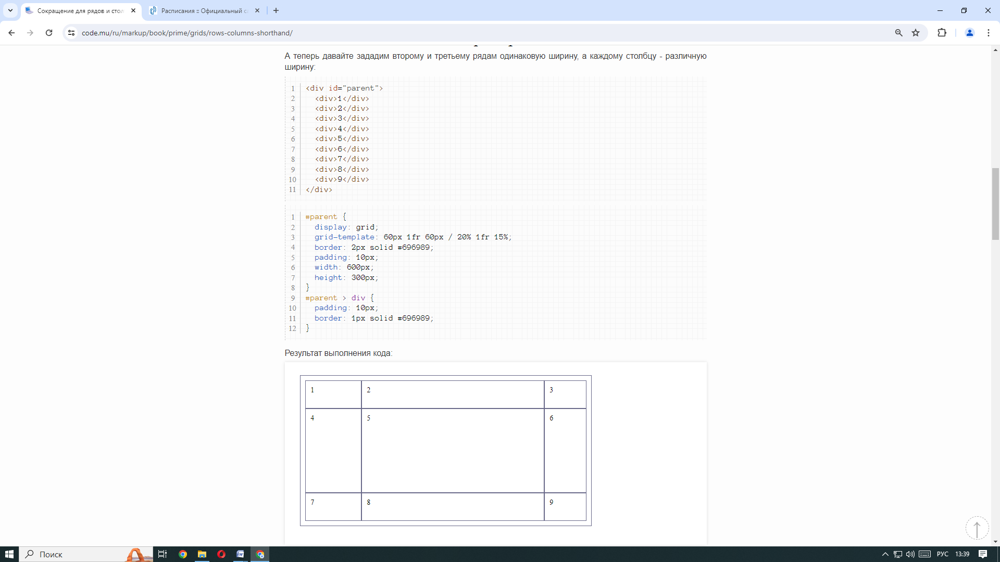 Сокращение для рядов и стол
Расписания :: Официальный с
code.mu/ru/markup/book/prime/grids/rows-columns-shorthand/
А теперь давайте зададим второму и третьему рядам одинаковую ширину, а каждому столбцу - различную
ширину:
1 <div id="parent">
2 <div>1</div>
3 <div>2</div>
4 <div>3</div>
5 <div>4</div>
6 <div>5</div>
7 <div>6</div>
8 <div>7</div>
9 <div>8</div>
10 <div>9</div>
11 </div>
1 #parent {
2 display: grid;
3 grid-template: 60px 1fr 60px / 20% 1fr 15%;
4 border: 2px solid #696989;
5 padding: 10px;
6 width: 600px;
7 height: 300px;
8 }
9 #parent > div {
10 padding: 10px;
11 border: 1px solid #696989;
12 }
Результат выполнения кода:
1 2 3
4 5 6
7 8 9
Поиск
РУС 13:39